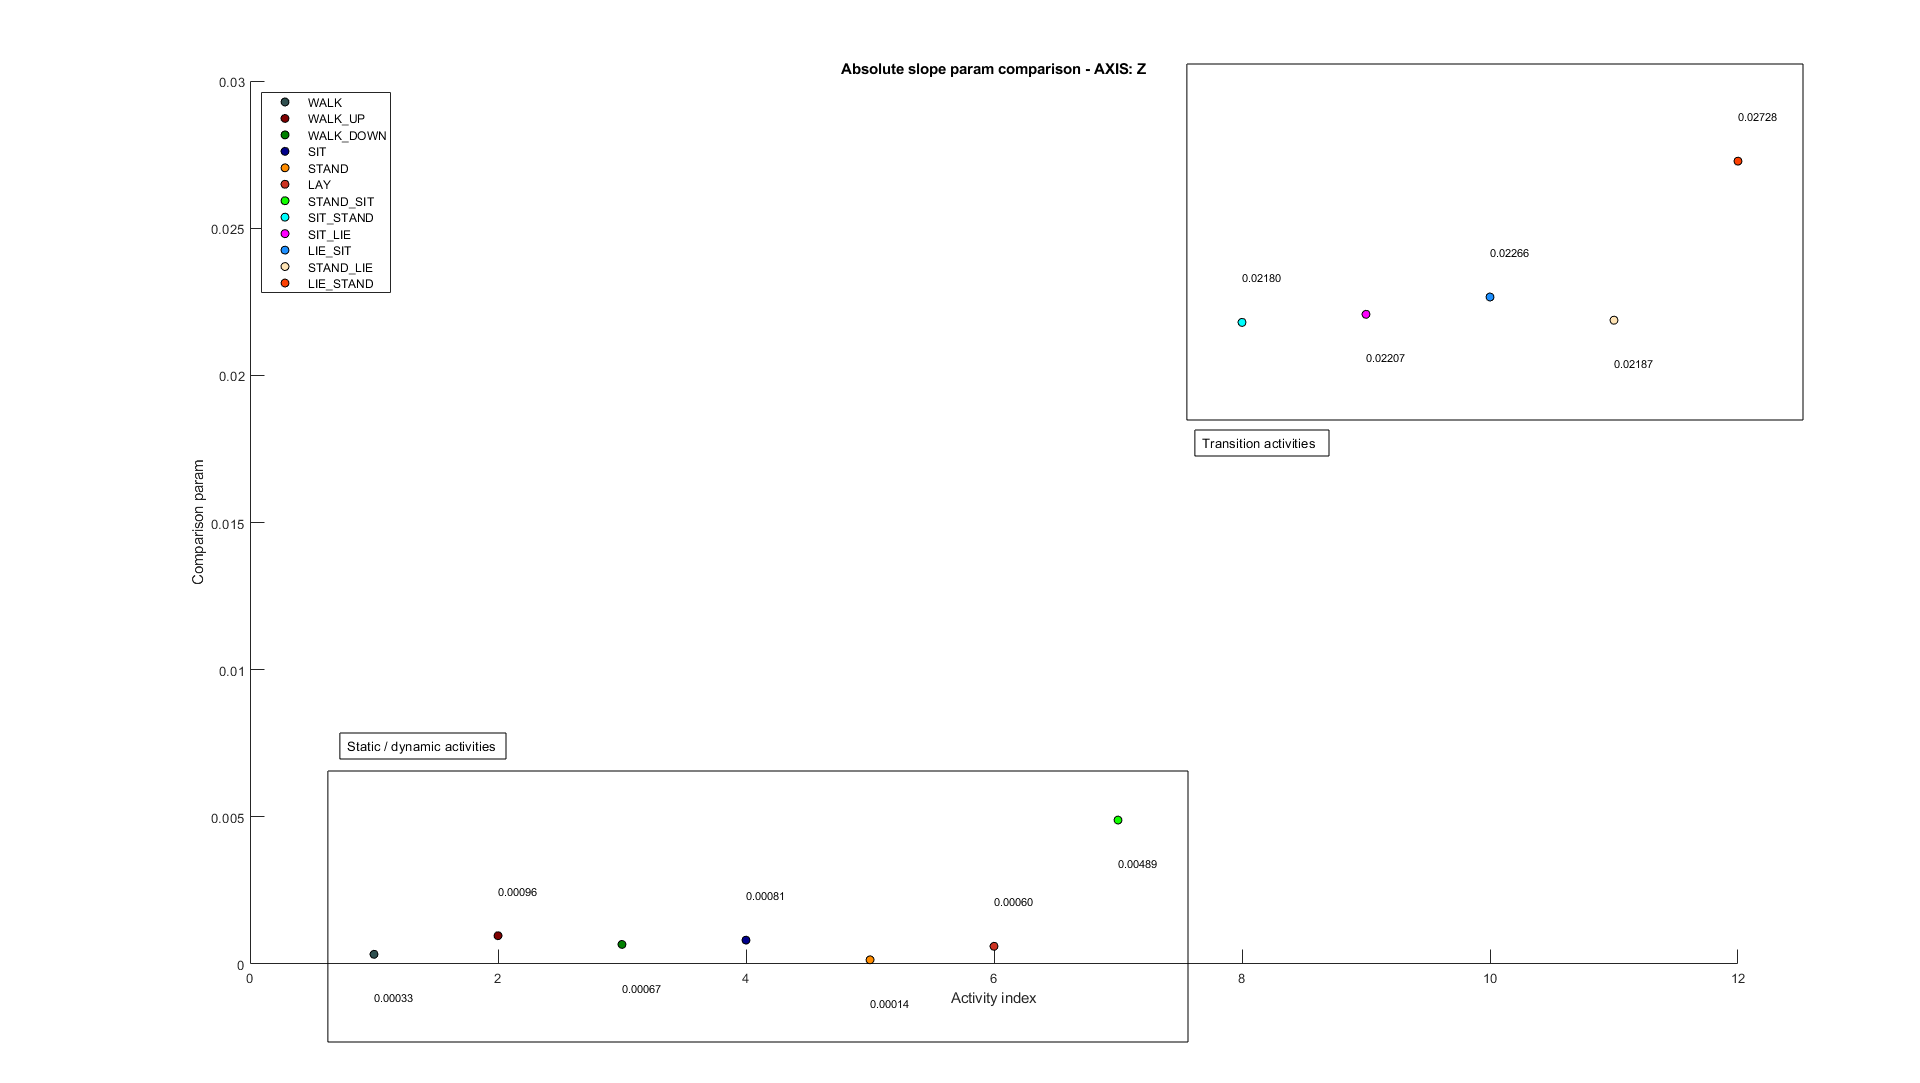 Absolute slope param comparison - AXIS: Z
0.03
0.025
0.02
0.015
0.01
0.005
0
Comparison param
WALK
WALK_UP
WALK_DOWN
SIT
STAND
LAY
STAND_SIT
SIT_STAND
SIT_LIE
LIE_SIT
STAND_LIE
LIE_STAND
0.02728
0.02266
0.02180
0.02207
0.02187
Transition activities
Static / dynamic activities
0.00489
0.00096
0.00081
0.00060
0.00067
0.00033
0.00014
0 2 4 6 8 10 12
Activity index